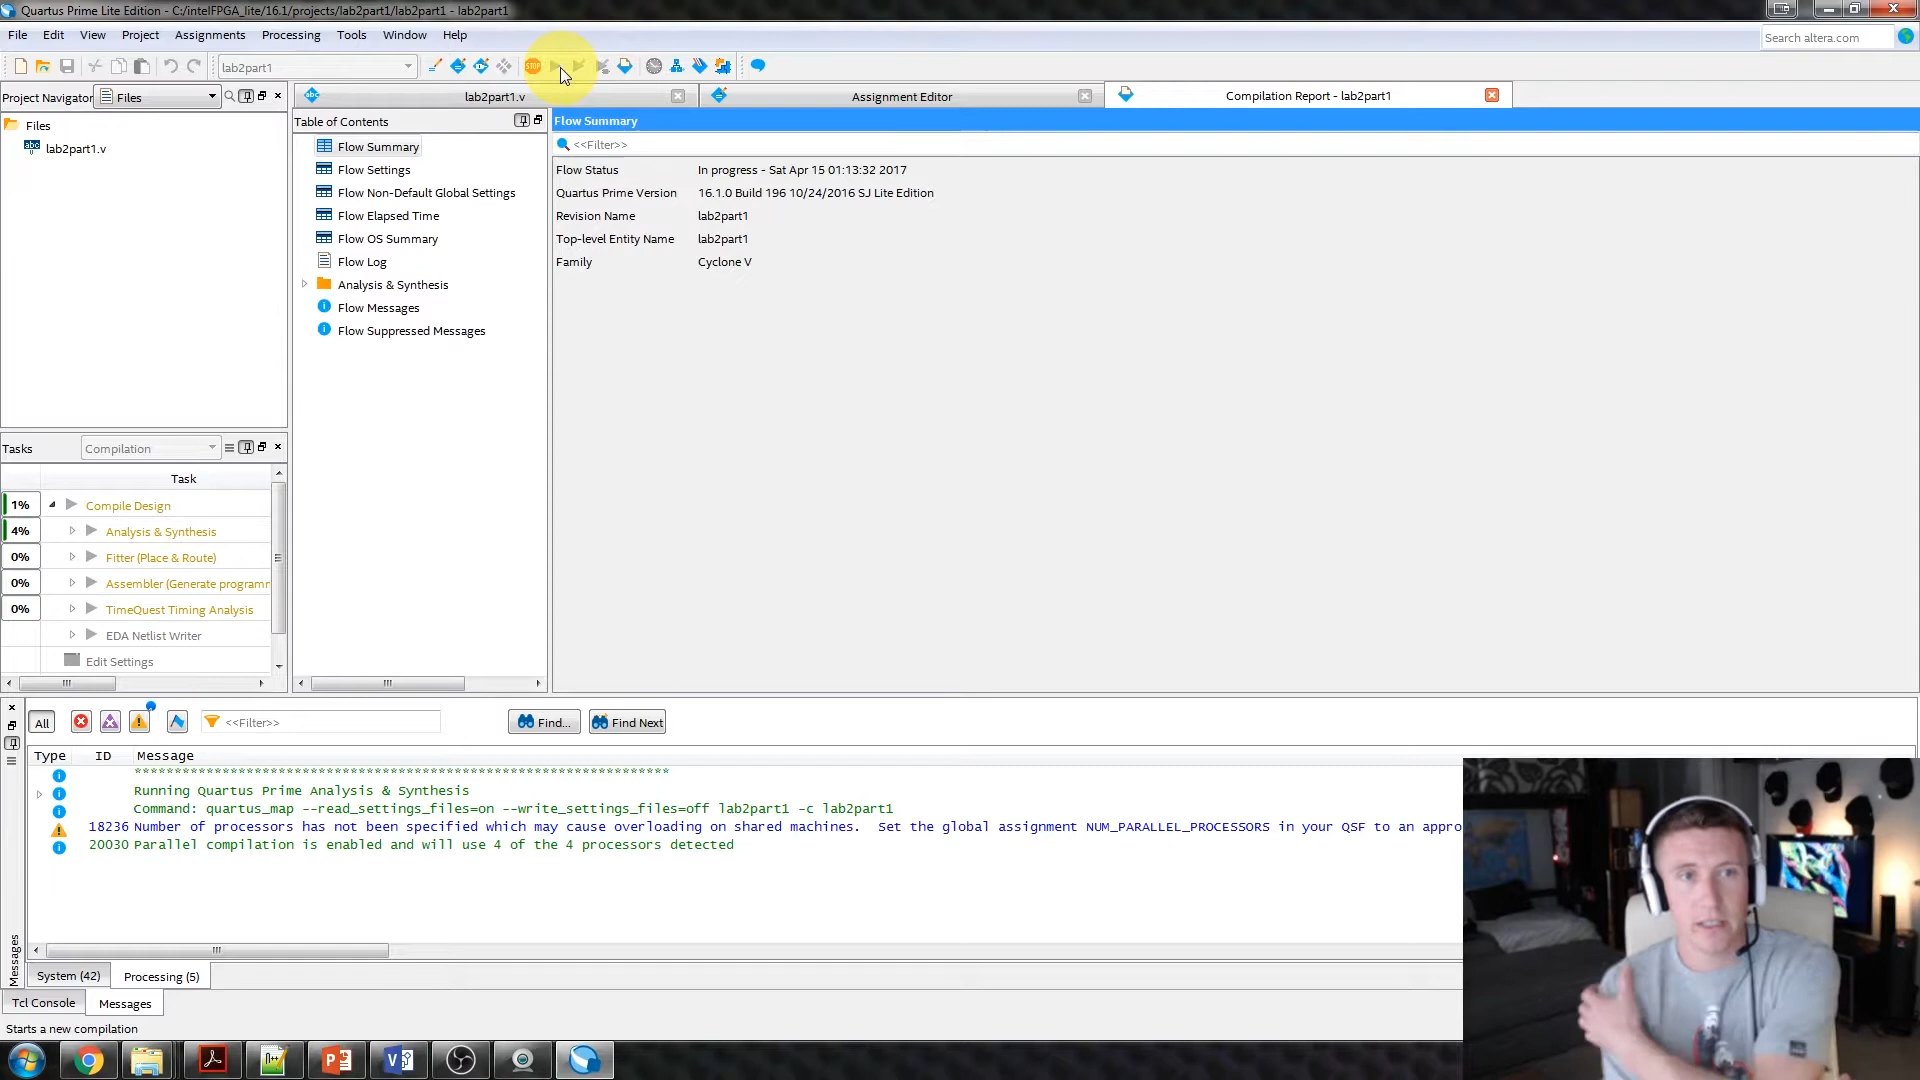 Quartus Prime Lite Edition - C:/intelFPGA_lite/16.1/projects/lab2part1/lab2part1 - lab2part1
File Edit View Project Assignments Processing Tools Window Help
Search altera.com
lab2part1
STOP
Project Navigator Files
lab2part1.v
Assignment Editor
Compilation Report - lab2part1
Files
lab2part1.v
Table of Contents
Flow Summary
Flow Settings
Flow Non-Default Global Settings
Flow Elapsed Time
Flow OS Summary
Flow Log
Analysis & Synthesis
Flow Messages
Flow Suppressed Messages
Flow Summary
<<Filter>>
Flow Status In progress - Sat Apr 15 01:13:32 2017
Quartus Prime Version 16.1.0 Build 196 10/24/2016 SJ Lite Edition
Revision Name lab2part1
Top-level Entity Name lab2part1
Family Cyclone V
Tasks Compilation
Task
1% Compile Design
4% Analysis & Synthesis
0% Fitter (Place & Route)
0% Assembler (Generate programm
0% TimeQuest Timing Analysis
EDA Netlist Writer
Edit Settings
All <<Filter>> Find... Find Next
Type ID Message
*******************************************************************
Running Quartus Prime Analysis & Synthesis
Command: quartus_map --read_settings_files=on --write_settings_files=off lab2part1 -c lab2part1
18236 Number of processors has not been specified which may cause overloading on shared machines.  Set the global assignment NUM_PARALLEL_PROCESSORS in your QSF to an appro
20030 Parallel compilation is enabled and will use 4 of the 4 processors detected
Messages
System (42) Processing (5)
Tcl Console Messages
Starts a new compilation